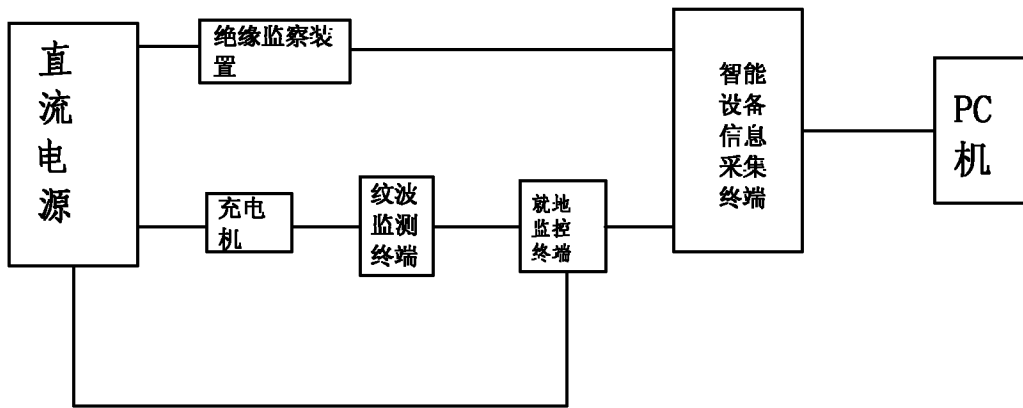 直
流
电
源
绝缘监察装
置
充电
机
纹波
监测
终端
就地
监控
终端
智能
设备
信息
采集
终端
PC
机